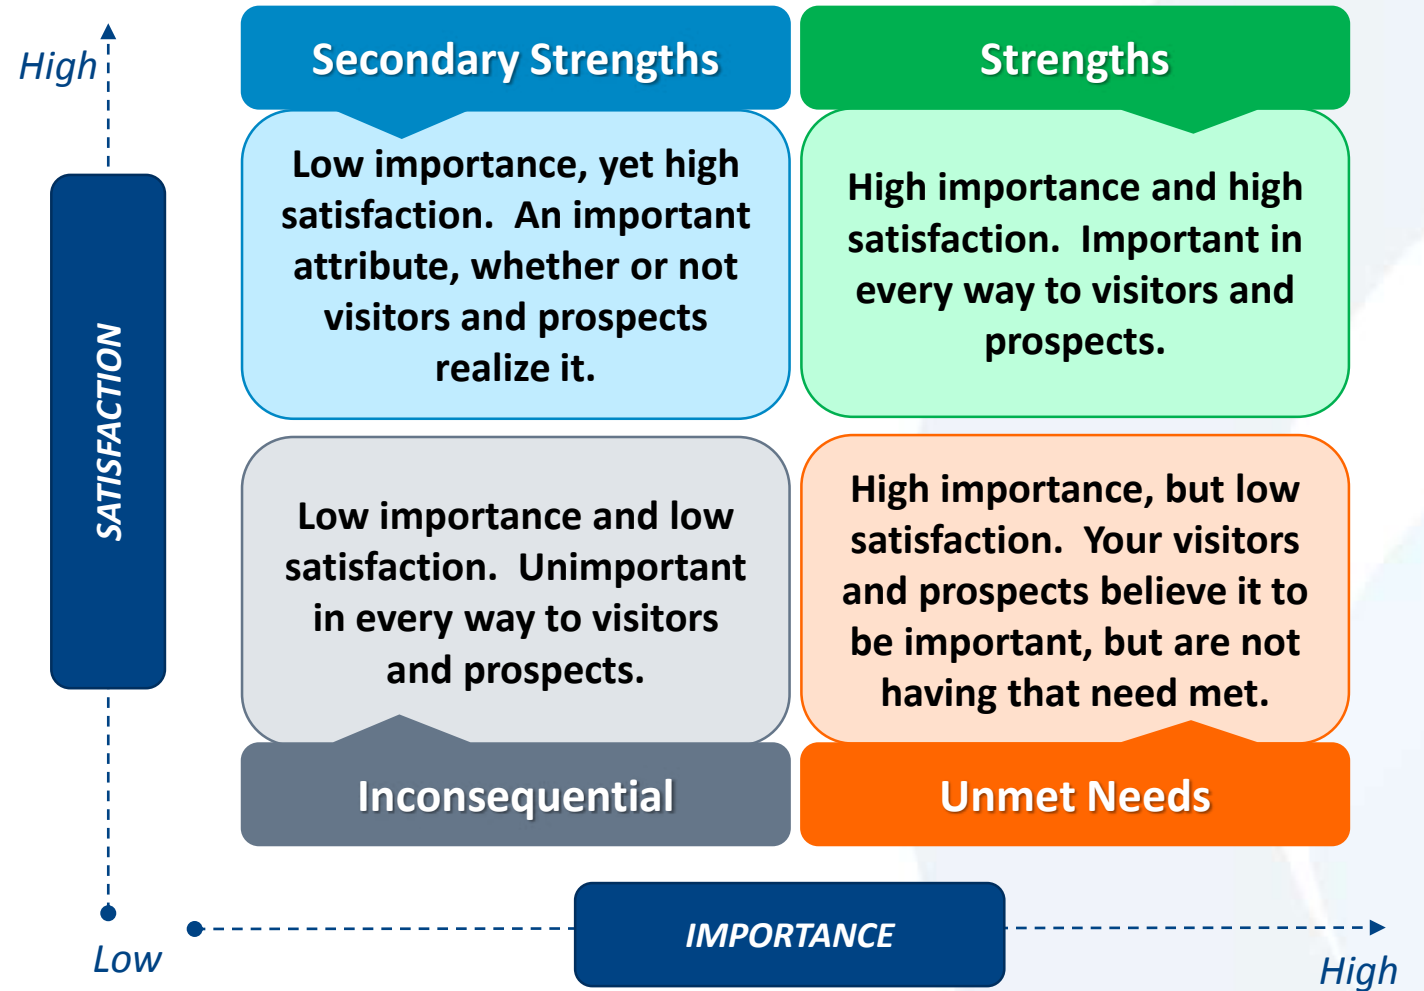 High
Secondary Strengths
Strengths
Low importance, yet high
satisfaction.  An important
attribute, whether or not
visitors and prospects
realize it.
High importance and high
satisfaction.  Important in
every way to visitors and
prospects.
SATISFACTION
Low importance and low
satisfaction.  Unimportant
in every way to visitors
and prospects.
High importance, but low
satisfaction.  Your visitors
and prospects believe it to
be important, but are not
having that need met.
Inconsequential
Unmet Needs
Low
IMPORTANCE
High